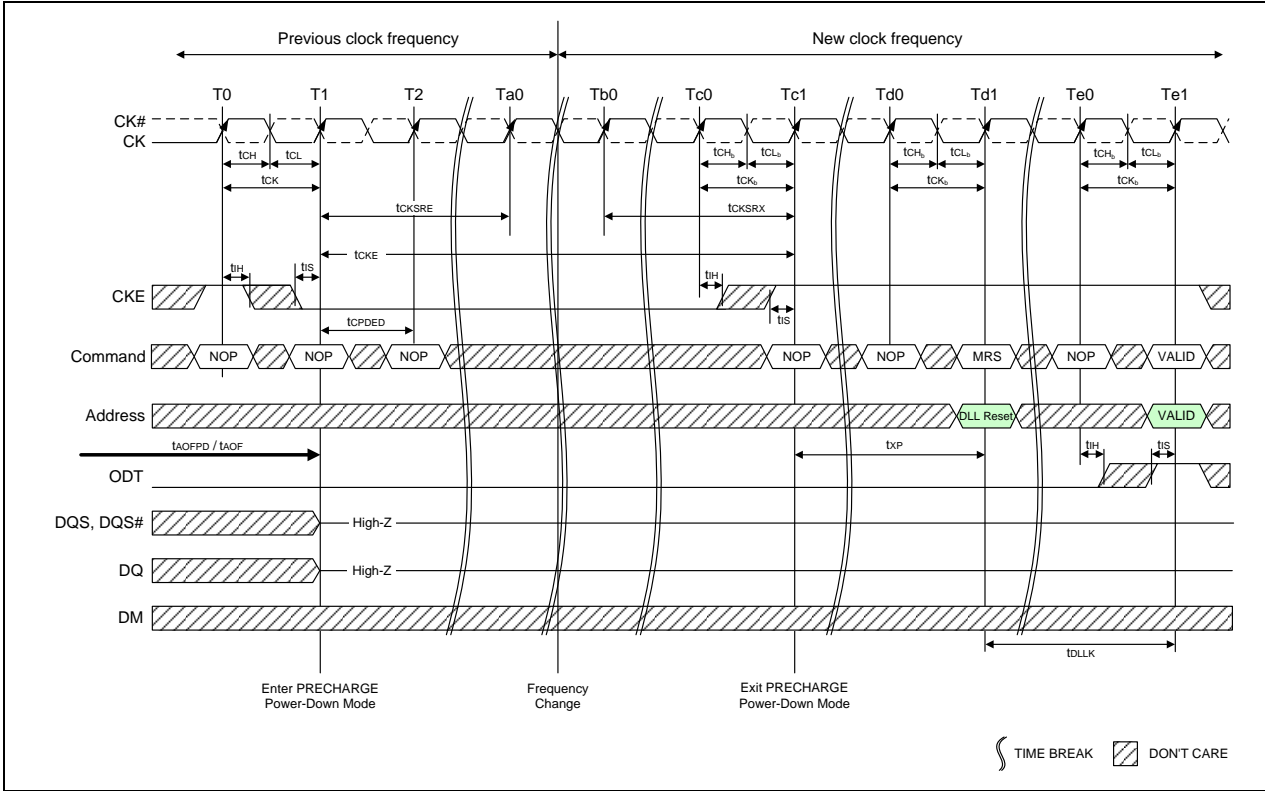 Previous clock frequency New clock frequency
T0 T1 T2 Ta0 Tb0 Tc0 Tc1 Td0 Td1 Te0 Te1
CK#
CK
tCH tCL tCHb tCLb tCHb tCLb tCHb tCLb
tCK tCKb tCKb tCKb
tCKSRE tCKSRX
tCKE
tIH tIS tIH
CKE
tIS
tCPDED
Command NOP NOP NOP NOP NOP MRS NOP VALID
Address DLL Reset VALID
tAOFPD / tAOF tXP tIH tIS
ODT
DQS, DQS# High-Z
DQ High-Z
DM
tDLLK
Enter PRECHARGE
Power-Down Mode
Frequency
Change
Exit PRECHARGE
Power-Down Mode
TIME BREAK DON'T CARE